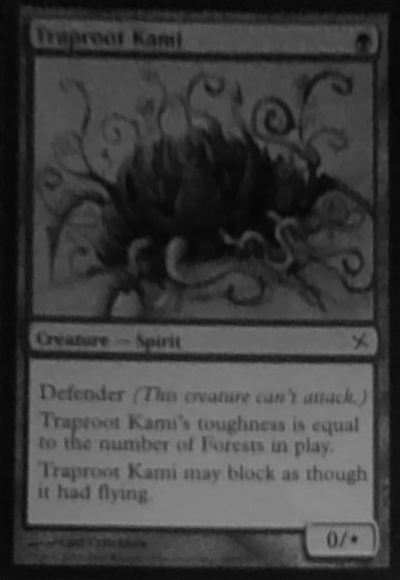 Traproot Kami
Creature — Spirit
Defender (This creature can't attack.)
Traproot Kami's toughness is equal
to the number of Forests in play.
Traproot Kami may block as though
it had flying.
0/*